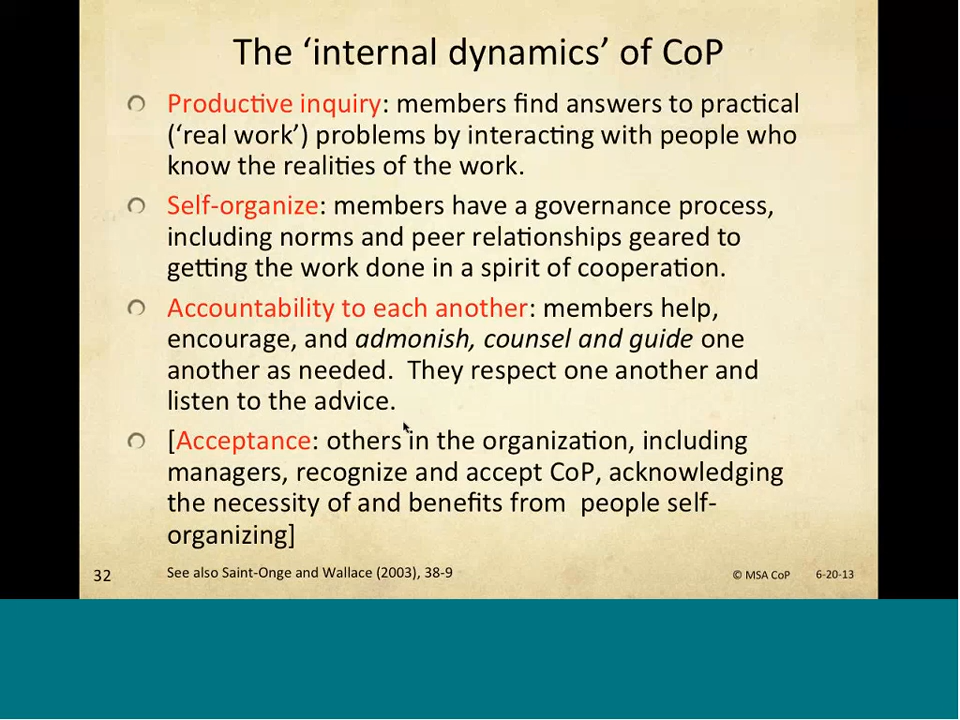 The ‘internal dynamics’ of CoP
Productive inquiry: members find answers to practical
(‘real work’) problems by interacting with people who
know the realities of the work.
Self-organize: members have a governance process,
including norms and peer relationships geared to
getting the work done in a spirit of cooperation.
Accountability to each another: members help,
encourage, and admonish, counsel and guide one
another as needed.  They respect one another and
listen to the advice.
[Acceptance: others in the organization, including
managers, recognize and accept CoP, acknowledging
the necessity of and benefits from  people self-
organizing]
32 See also Saint-Onge and Wallace (2003), 38-9 © MSA CoP 6-20-13